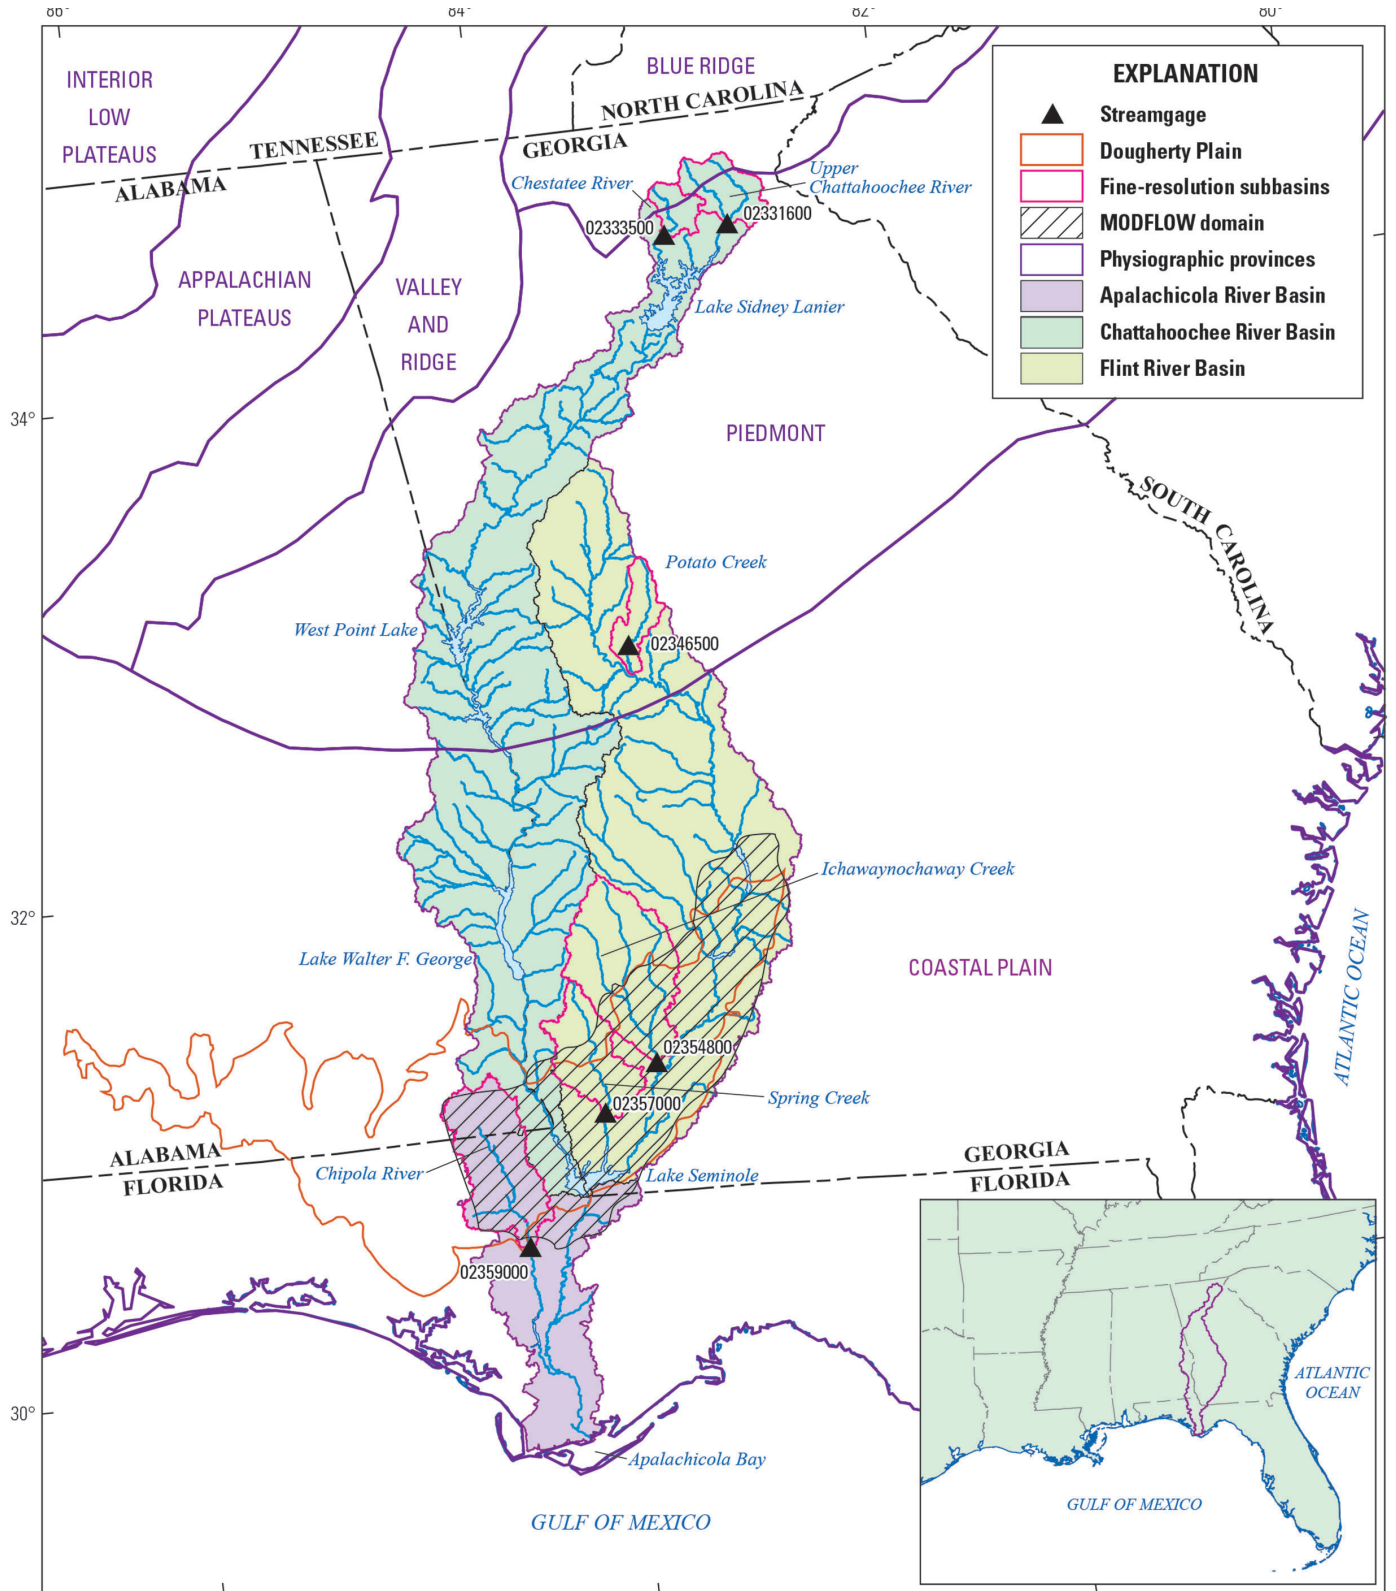 86°
84°
82°
80°
INTERIOR
LOW
PLATEAUS
BLUE RIDGE
NORTH CAROLINA
TENNESSEE
GEORGIA
ALABAMA
EXPLANATION
Streamgage
Dougherty Plain
Fine-resolution subbasins
MODFLOW domain
Physiographic provinces
Apalachicola River Basin
Chattahoochee River Basin
Flint River Basin
Chestatee River
Upper
Chattahoochee River
02331600
02333500
APPALACHIAN
PLATEAUS
VALLEY
AND
RIDGE
Lake Sidney Lanier
34°
PIEDMONT
SOUTH CAROLINA
Potato Creek
West Point Lake
02346500
Ichawaynochaway Creek
32°
Lake Walter F. George
COASTAL PLAIN
ATLANTIC OCEAN
02354800
Spring Creek
02357000
ALABAMA
FLORIDA
Chipola River
Lake Seminole
GEORGIA
FLORIDA
02359000
30°
Apalachicola Bay
GULF OF MEXICO
ATLANTIC
OCEAN
GULF OF MEXICO